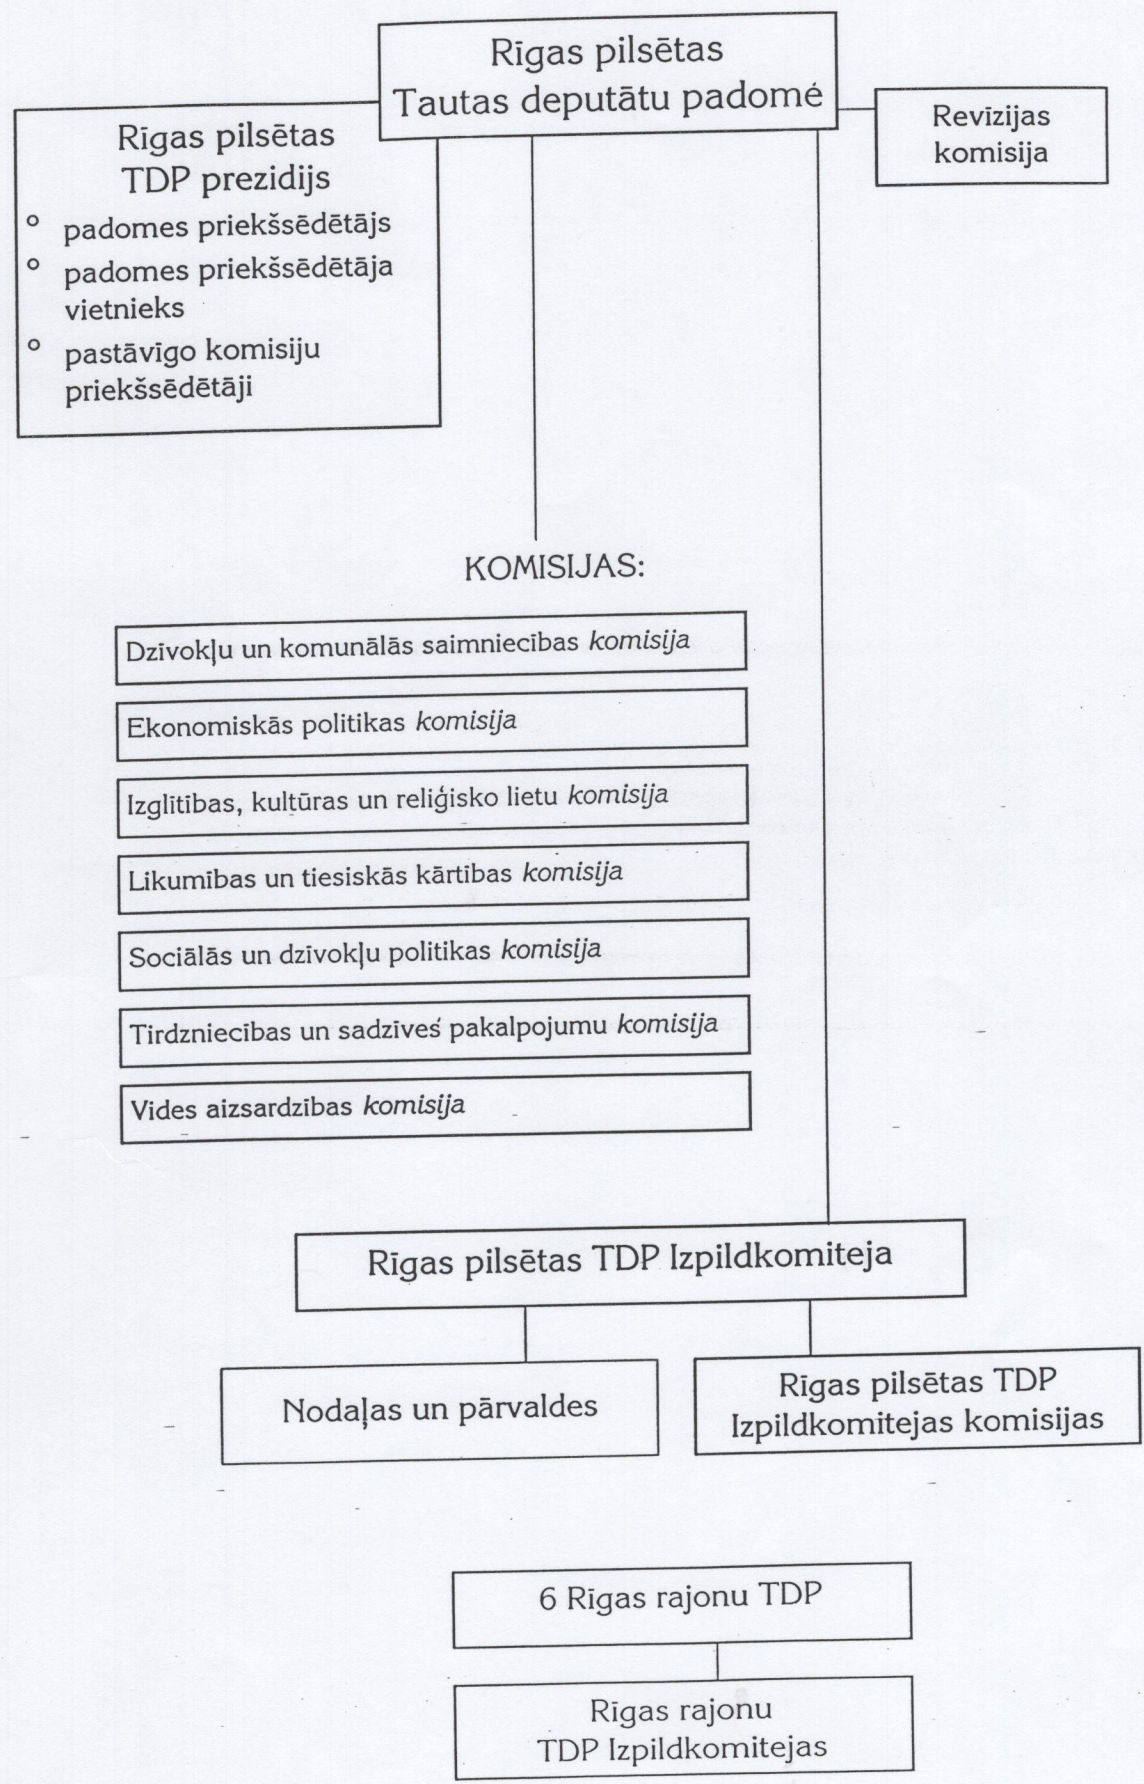 Rīgas pilsētas
Tautas deputātu padome
Revīzijas
komisija
Rīgas pilsētas
TDP prezidijs
° padomes priekšsēdētājs
° padomes priekšsēdētāja
vietnieks
° pastāvīgo komisiju
priekšsēdētāji
KOMISIJAS:
Dzīvokļu un komunālās saimniecības komisija
Ekonomiskās politikas komisija
Izglītības, kultūras un reliģisko lietu komisija
Likumības un tiesiskās kārtības komisija
Sociālās un dzīvokļu politikas komisija
Tirdzniecības un sadzīves pakalpojumu komisija
Vides aizsardzības komisija
Rīgas pilsētas TDP Izpildkomiteja
Nodaļas un pārvaldes
Rīgas pilsētas TDP
Izpildkomitejas komisijas
6 Rīgas rajonu TDP
Rīgas rajonu
TDP Izpildkomitejas